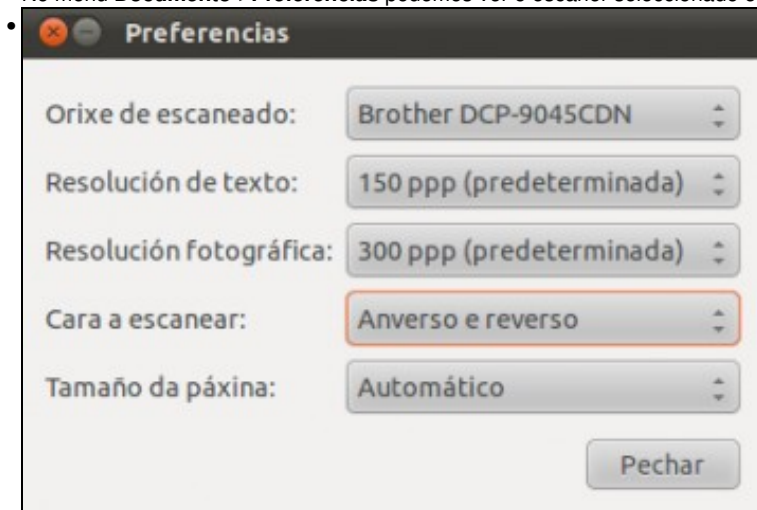 Preferencias
Orixe de escaneado: Brother DCP-9045CDN
Resolución de texto: 150 ppp (predeterminada)
Resolución fotográfica: 300 ppp (predeterminada)
Cara a escanear: Anverso e reverso
Tamaño da páxina: Automático
Pechar